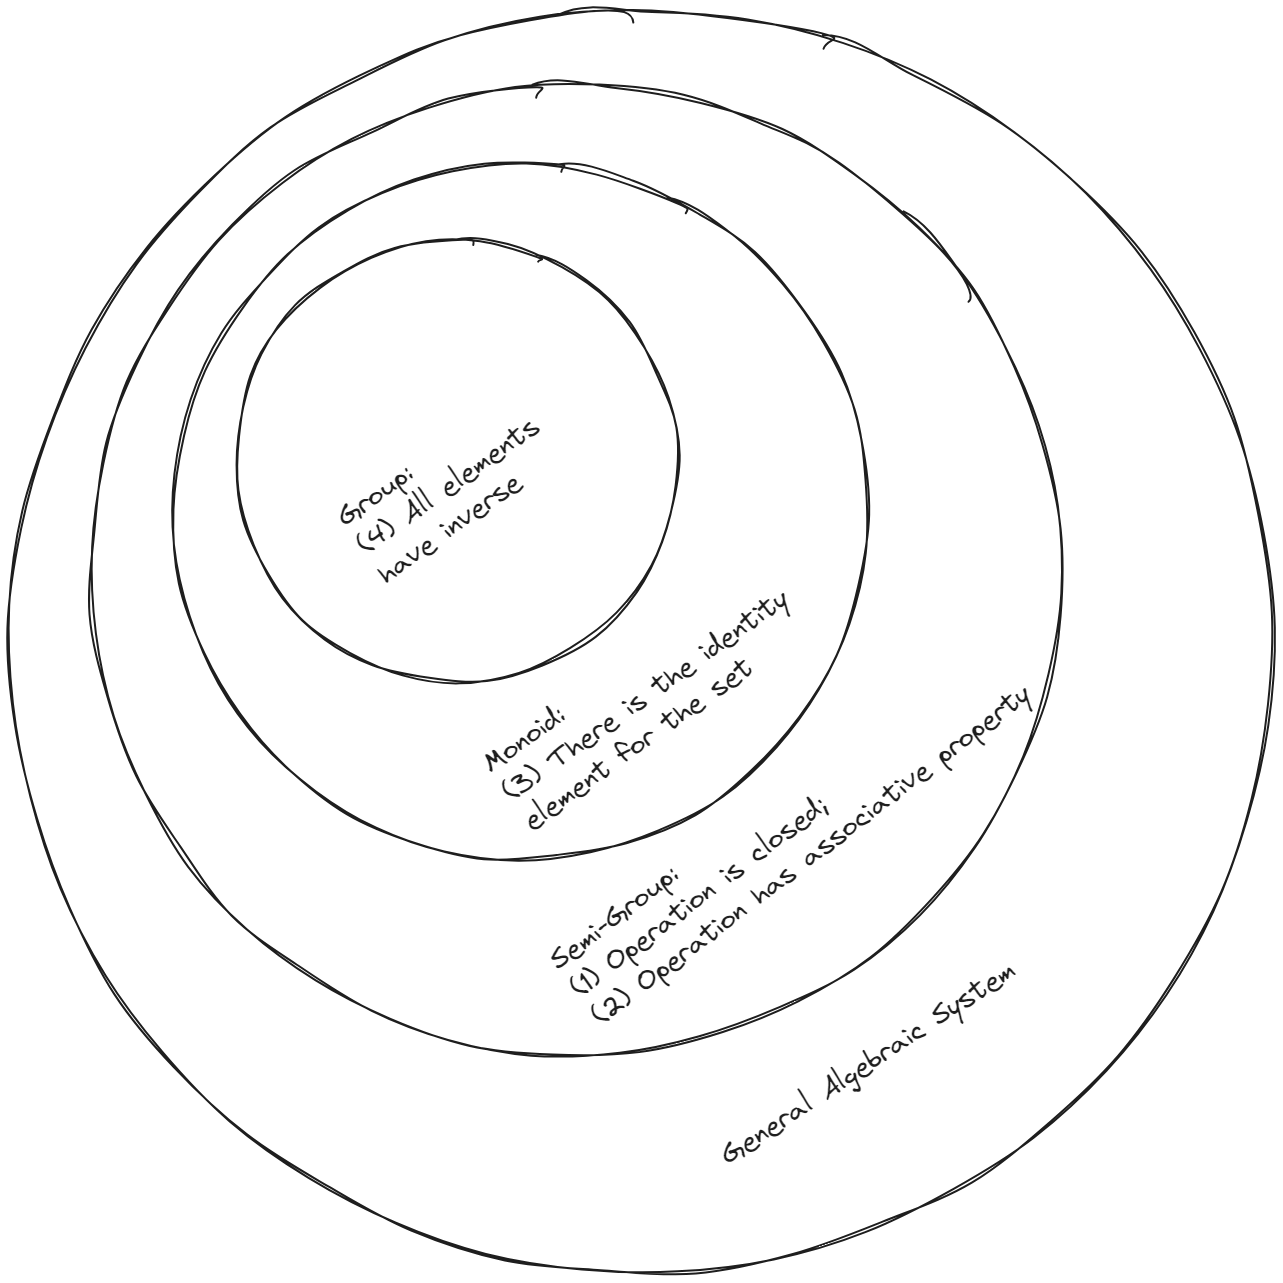 Group:
(4) All elements
have inverse
Monoid:
(3) There is the identity
element for the set
Semi-Group:
(1) Operation is closed;
(2) Operation has associative property
General Algebraic System